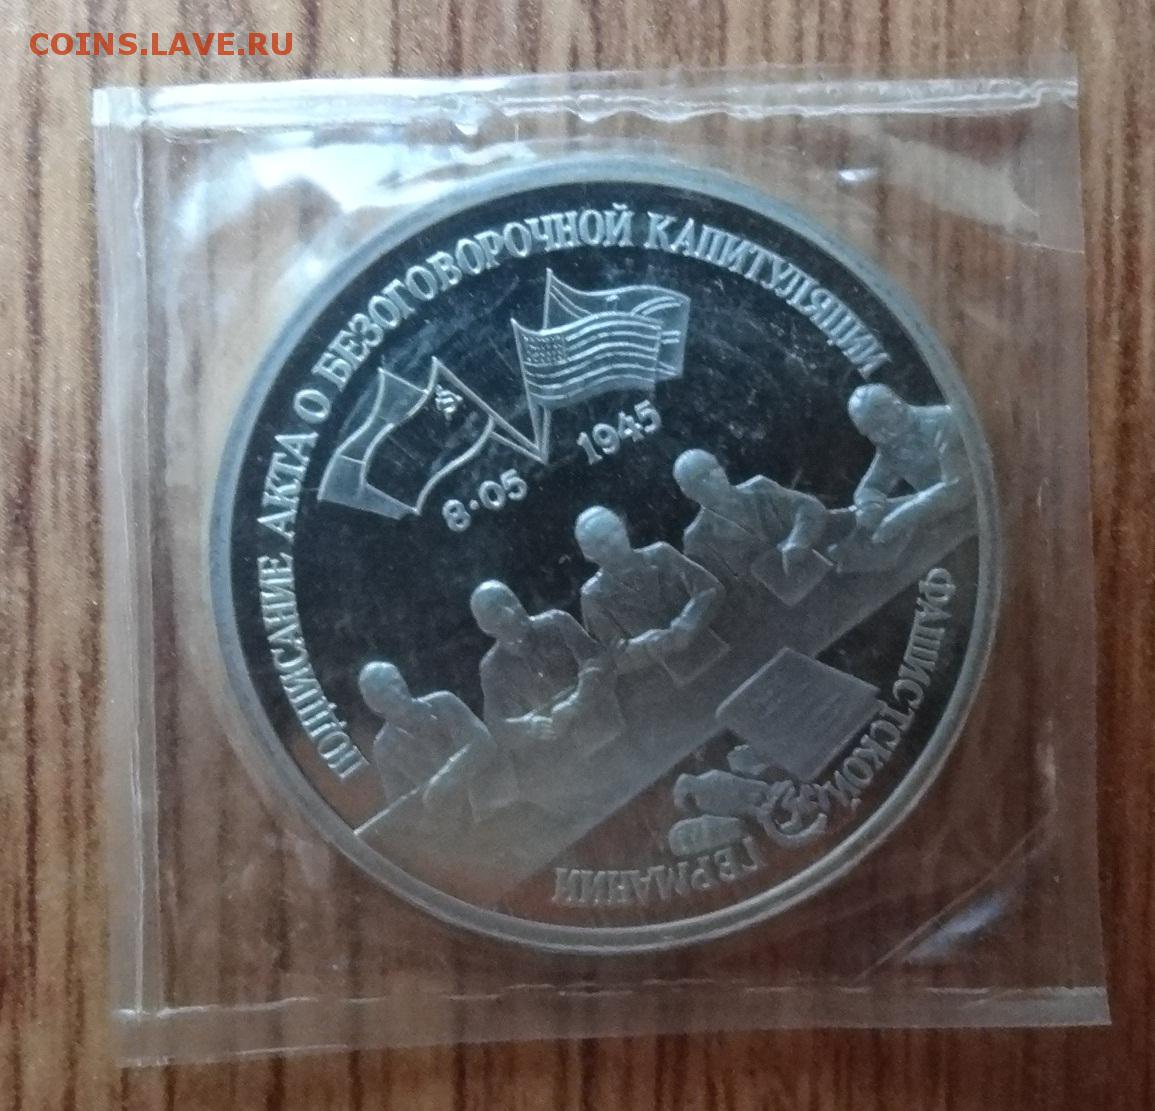 COINS.LAVE.RU
ПОДПИСАНИЕ АКТА О БЕЗОГОВОРОЧНОЙ КАПИТУЛЯЦИИ
ФАШИСТСКОЙ ГЕРМАНИИ
8·05 1945